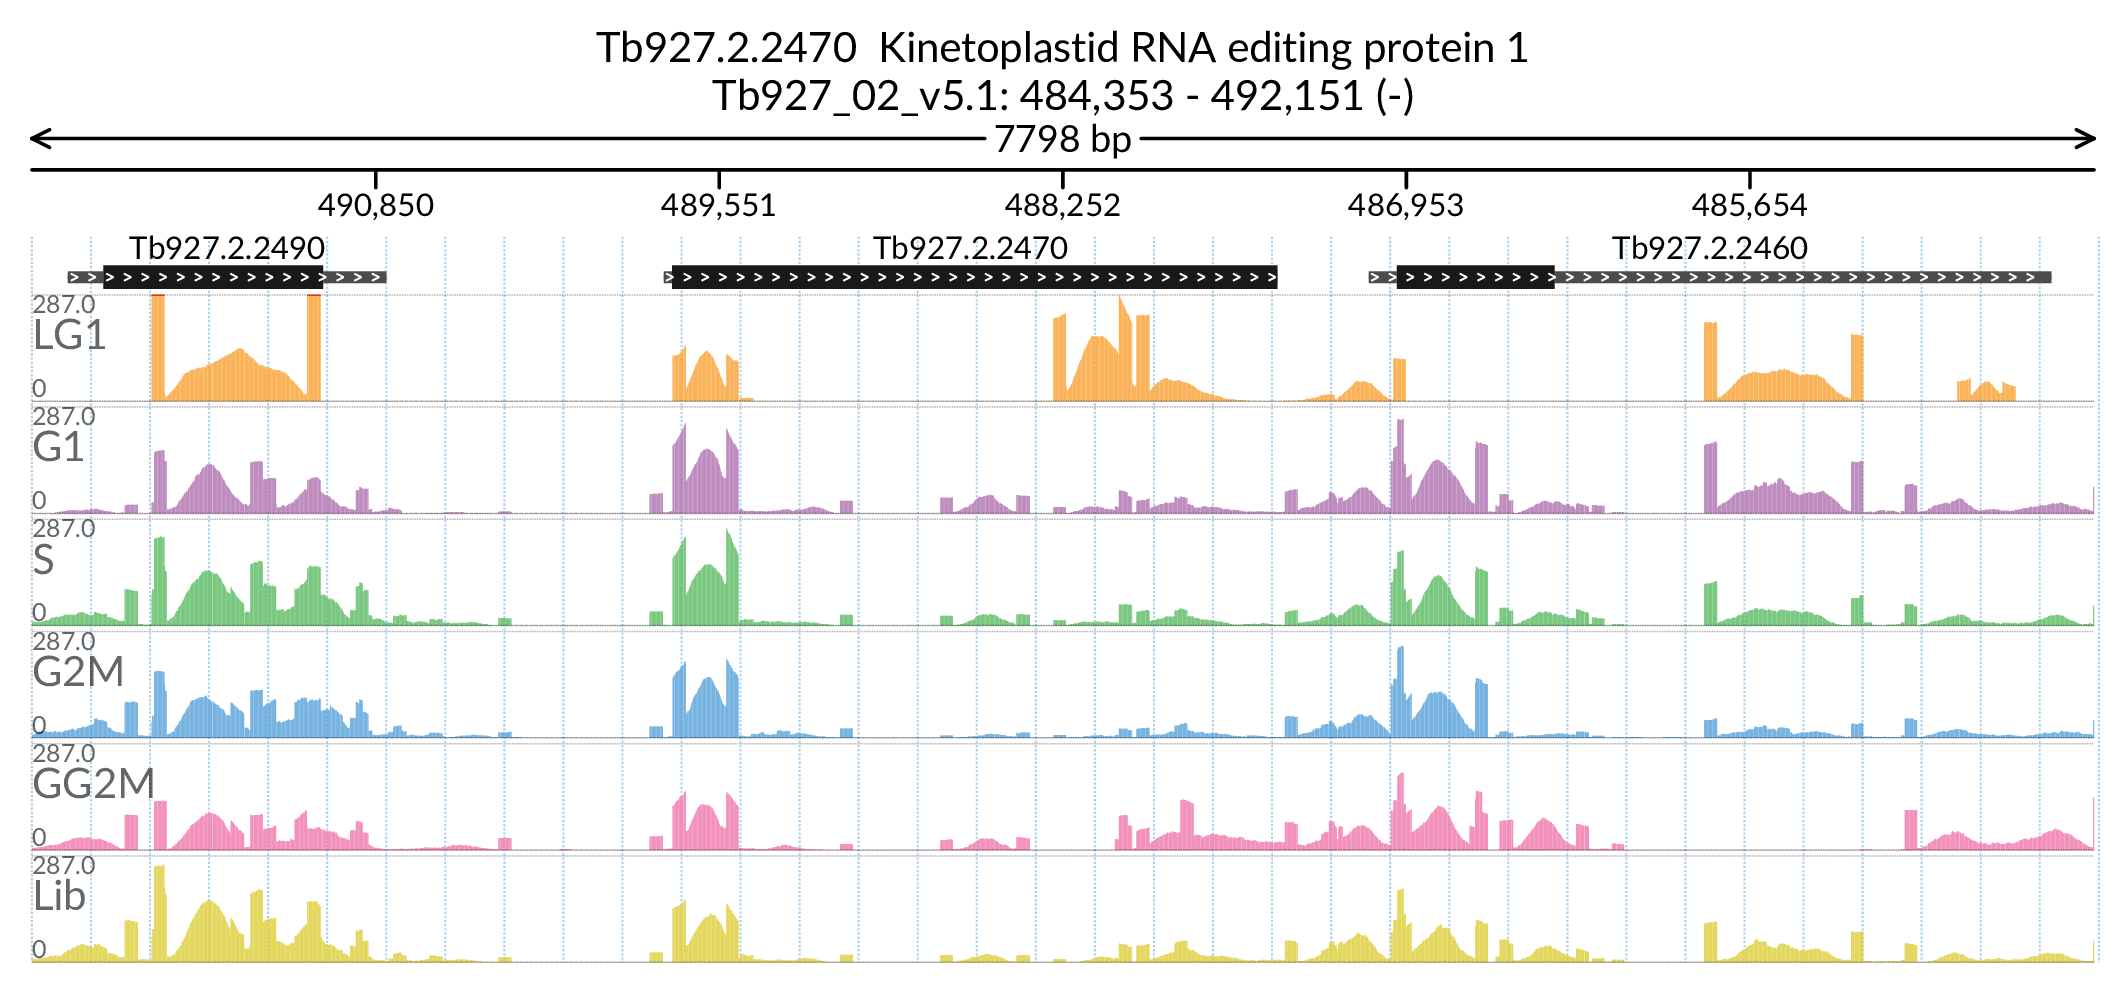 Tb927.2.2470 Kinetoplastid RNA editing protein 1
Tb927_02_v5.1: 484,353 - 492,151 (-)
7798 bp
490,850 489,551 488,252 486,953 485,654
Tb927.2.2490 Tb927.2.2470 Tb927.2.2460
287.0
LG1
0
287.0
G1
0
287.0
S
0
287.0
G2M
0
287.0
GG2M
0
287.0
Lib
0